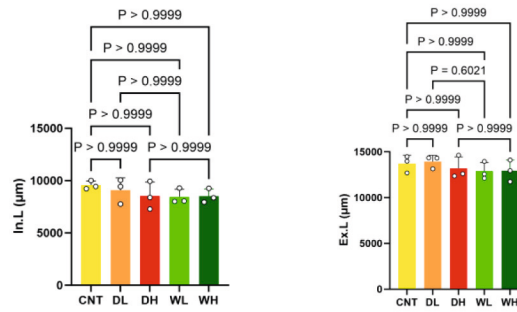 P > 0.9999
P > 0.9999
P > 0.9999
P > 0.9999
P > 0.9999
P > 0.9999
15000
10000
5000
0
In.L (μm)
CNT DL DH WL WH
P > 0.9999
P > 0.9999
P = 0.6021
P > 0.9999
P > 0.9999
P > 0.9999
15000
10000
5000
0
Ex.L (μm)
CNT DL DH WL WH